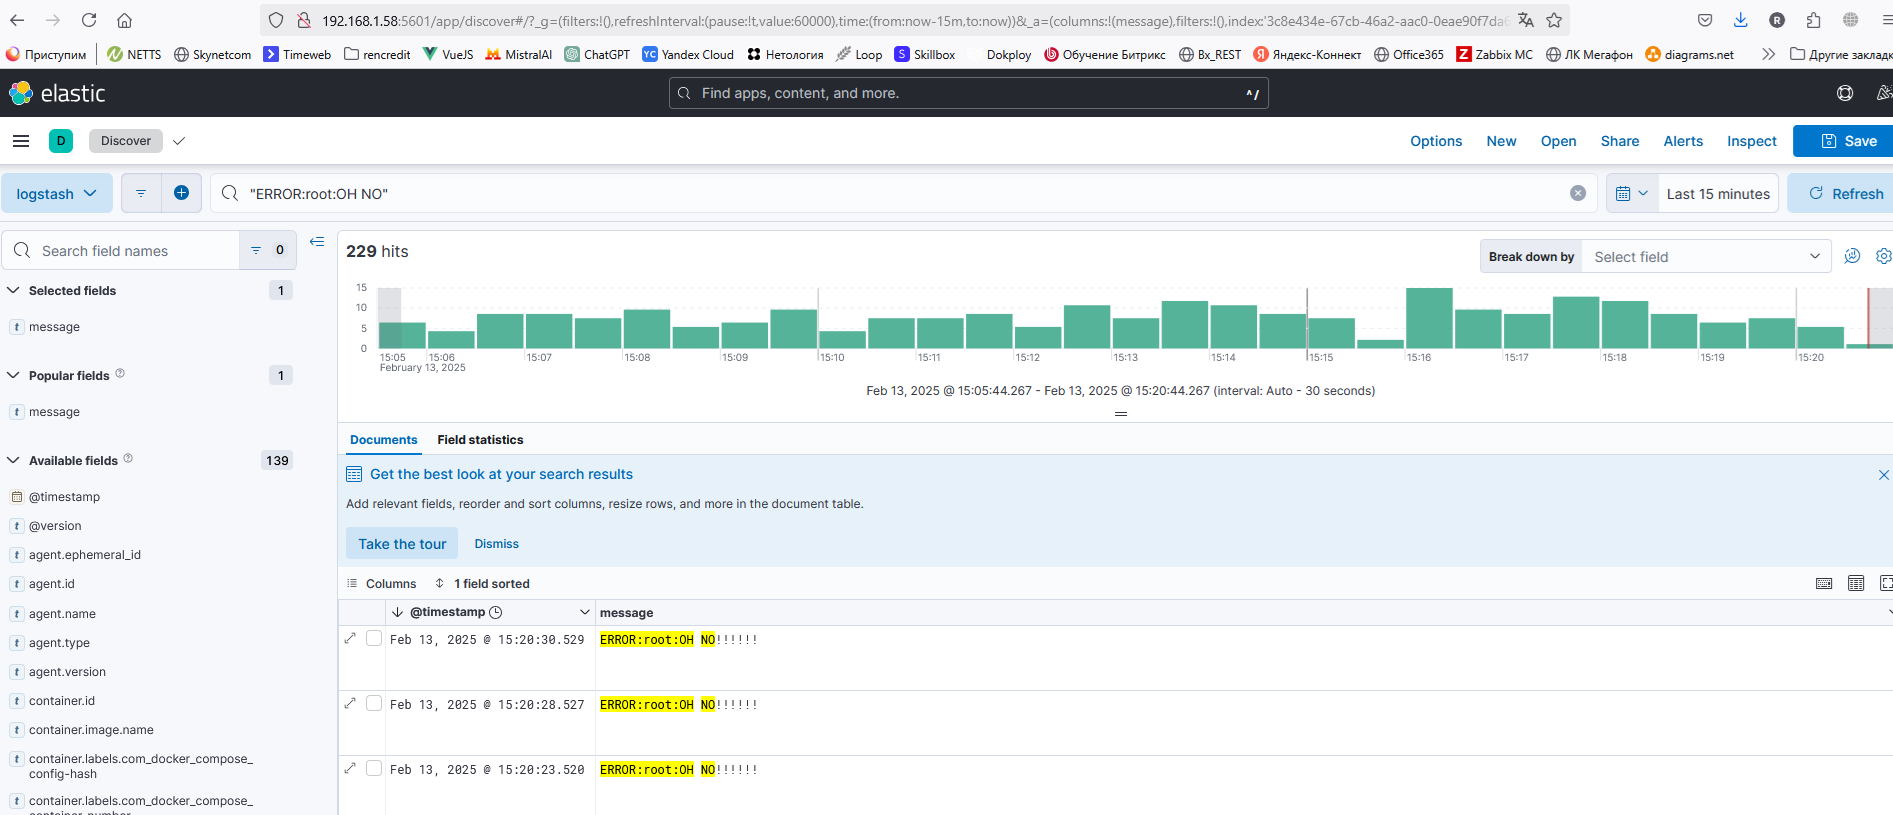 192.168.1.58:5601/app/discover#/?_g=(filters:!(),refreshInterval:(pause:!t,value:60000),time:(from:now-15m,to:now))&_a=(columns:!(message),filters:!(),index:'3c8e434e-67cb-46a2-aac0-0eae90f7da6
Приступим NETTS Skynetcom Timeweb rencredit VueJS MistralAI ChatGPT Yandex Cloud Нетология Loop Skillbox Dokploy Обучение Битрикс Bx_REST Яндекс-Коннект Office365 Zabbix MC ЛК Мегафон diagrams.net Другие закладк
elastic Find apps, content, and more. ^/
D Discover Options New Open Share Alerts Inspect Save
logstash "ERROR:root:OH NO" Last 15 minutes Refresh
Search field names 0
229 hits
Break down by Select field
Selected fields 1
message
Popular fields 1
message
Available fields 139
@timestamp
@version
agent.ephemeral_id
agent.id
agent.name
agent.type
agent.version
container.id
container.image.name
container.labels.com_docker_compose_
config-hash
container.labels.com_docker_compose_
15
10
5
0
15:05 15:06 15:07 15:08 15:09 15:10 15:11 15:12 15:13 15:14 15:15 15:16 15:17 15:18 15:19 15:20
February 13, 2025
Feb 13, 2025 @ 15:05:44.267 - Feb 13, 2025 @ 15:20:44.267 (interval: Auto - 30 seconds)
Documents Field statistics
Get the best look at your search results
Add relevant fields, reorder and sort columns, resize rows, and more in the document table.
Take the tour Dismiss
Columns 1 field sorted
@timestamp message
Feb 13, 2025 @ 15:20:30.529 ERROR:root:OH NO!!!!!!
Feb 13, 2025 @ 15:20:28.527 ERROR:root:OH NO!!!!!!
Feb 13, 2025 @ 15:20:23.520 ERROR:root:OH NO!!!!!!